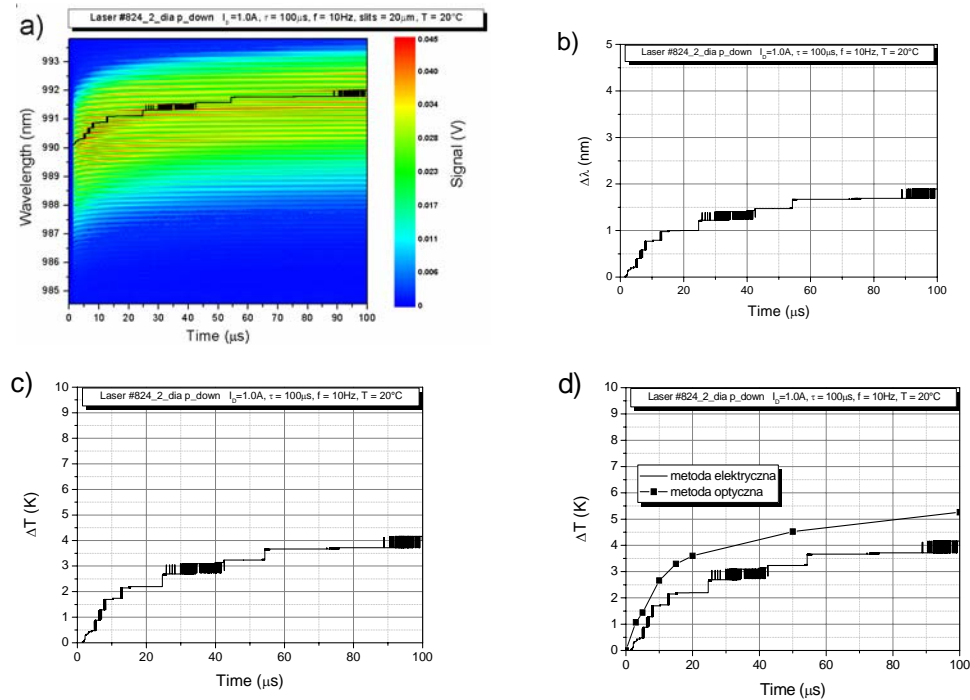 a)
Laser #824_2_dia p_down I_D=1.0A, τ = 100μs, f = 10Hz, slits = 20μm, T = 20°C
993
992
991
990
989
988
987
986
985
Wavelength (nm)
0 10 20 30 40 50 60 70 80 90 100
Time (μs)
0.045
0.039
0.034
0.028
0.022
0.017
0.011
0.006
0
Signal (V)
b)
Laser #824_2_dia p_down I_D=1.0A, τ = 100μs, f = 10Hz, T = 20°C
5
4
3
2
1
0
Δλ (nm)
0 20 40 60 80 100
Time (μs)
c)
Laser #824_2_dia p_down I_D=1.0A, τ = 100μs, f = 10Hz, T = 20°C
10
9
8
7
6
5
4
3
2
1
0
ΔT (K)
0 20 40 60 80 100
Time (μs)
d)
Laser #824_2_dia p_down I_D=1.0A, τ = 100μs, f = 10Hz, T = 20°C
metoda elektryczna
metoda optyczna
10
9
8
7
6
5
4
3
2
1
0
ΔT (K)
0 20 40 60 80 100
Time (μs)